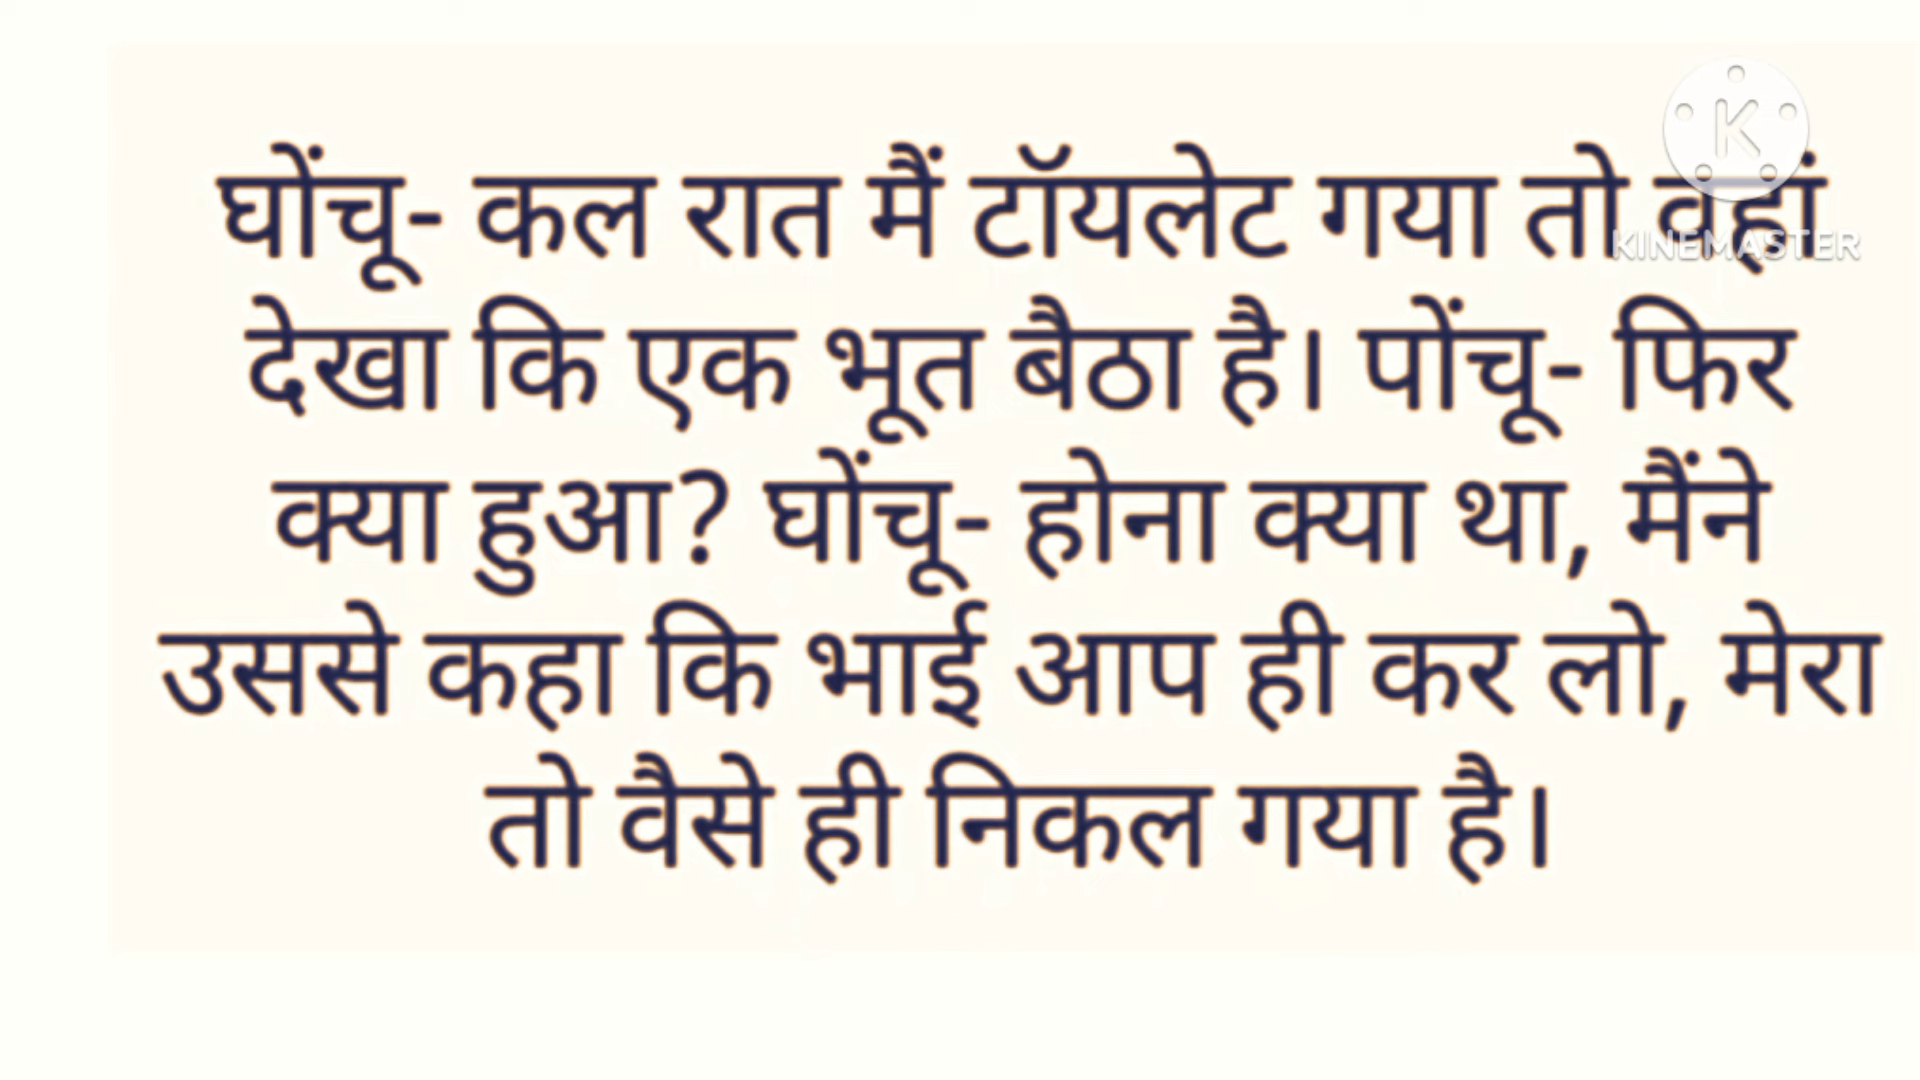 घोंचू- कल रात मैं टॉयलेट गया तो वहां
देखा कि एक भूत बैठा है। पोंचू- फिर
क्या हुआ? घोंचू- होना क्या था, मैंने
उससे कहा कि भाई आप ही कर लो, मेरा
तो वैसे ही निकल गया है।
K
KINEMASTER